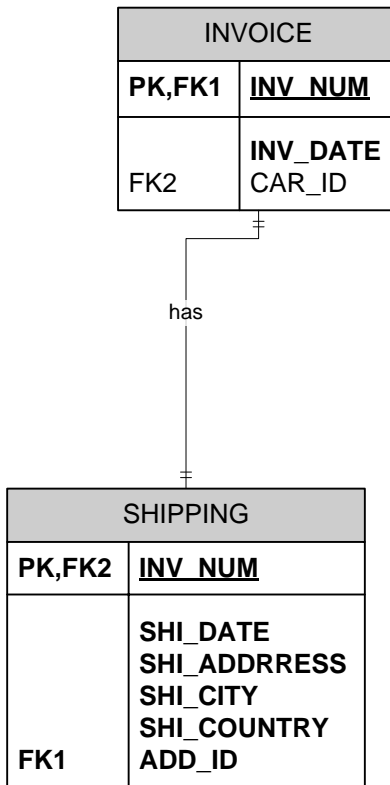 INVOICE
PK,FK1 INV_NUM
INV_DATE
FK2 CAR_ID
has
SHIPPING
PK,FK2 INV_NUM
SHI_DATE
SHI_ADDRRESS
SHI_CITY
SHI_COUNTRY
FK1 ADD_ID